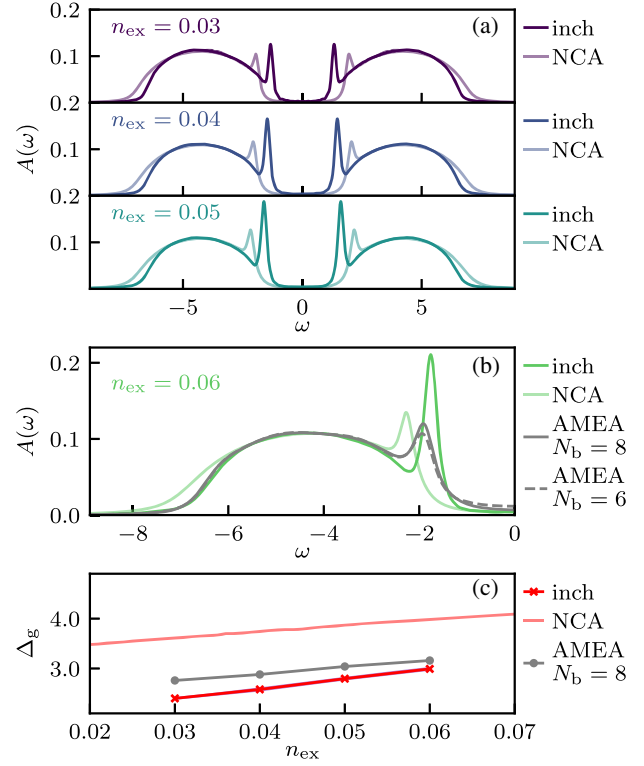 n_ex = 0.03
(a)
inch
NCA
0.1
0.2
n_ex = 0.04
inch
NCA
A(ω)
0.1
0.2
n_ex = 0.05
inch
NCA
0.1
−5 0 5
ω
n_ex = 0.06
(b)
inch
NCA
AMEA
N_b = 8
AMEA
N_b = 6
A(ω)
0.2
0.1
0.0
−8 −6 −4 −2 0
ω
(c)
inch
NCA
AMEA
N_b = 8
Δ_g
4.0
3.0
0.02 0.03 0.04 0.05 0.06 0.07
n_ex